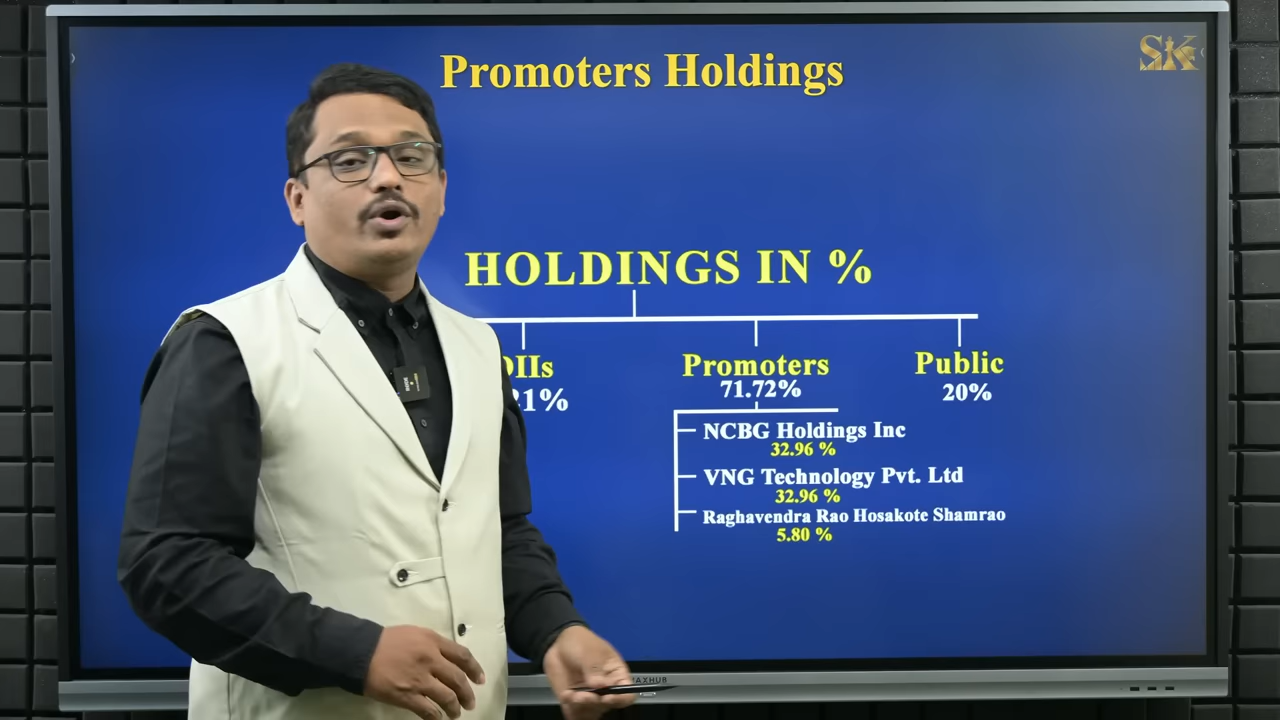 Promoters Holdings
SK
HOLDINGS IN %
Promoters
Public
71.72%
20%
NCBG Holdings Inc
32.96 %
VNG Technology Pvt. Ltd
32.96 %
Raghavendra Rao Hosakote Shamrao
5.80 %